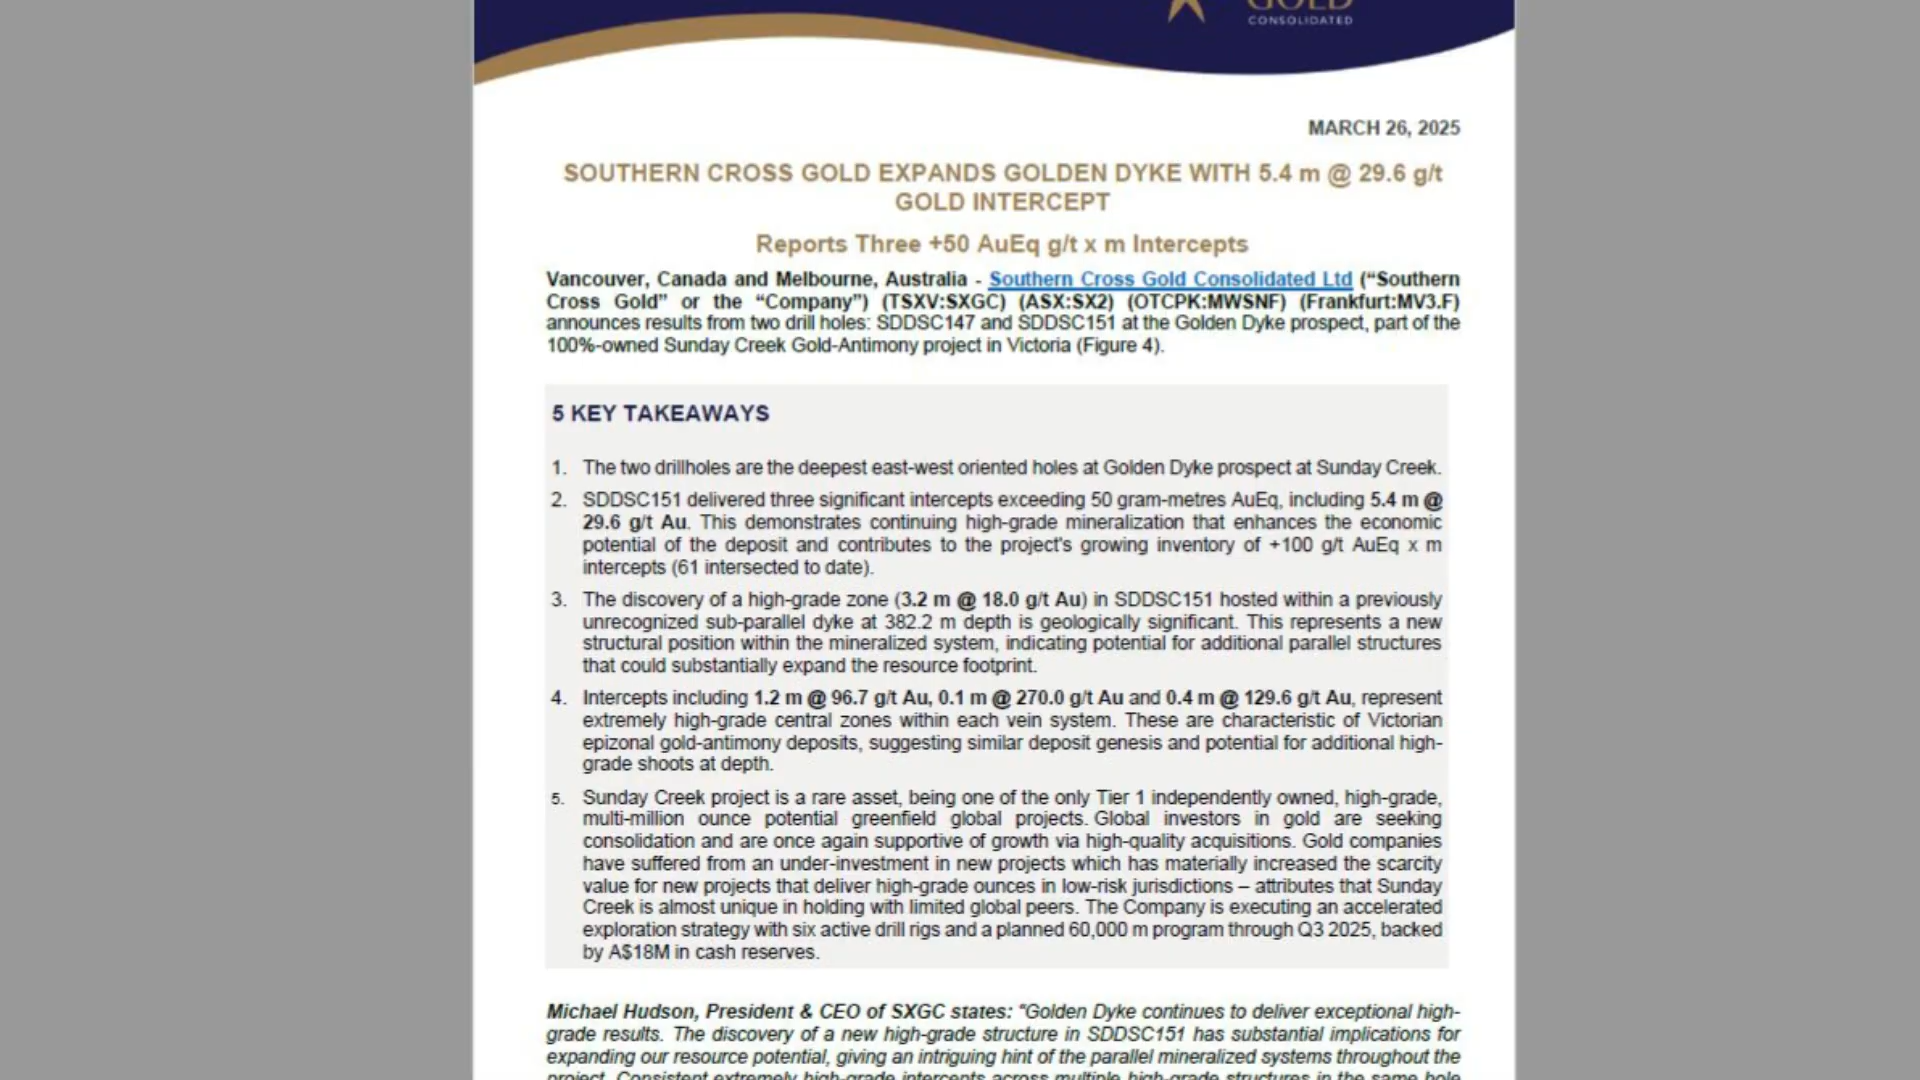 GOLD
CONSOLIDATED
MARCH 26, 2025
SOUTHERN CROSS GOLD EXPANDS GOLDEN DYKE WITH 5.4 m @ 29.6 g/t
GOLD INTERCEPT
Reports Three +50 AuEq g/t x m Intercepts
Vancouver, Canada and Melbourne, Australia - Southern Cross Gold Consolidated Ltd (“Southern
Cross Gold” or the “Company”) (TSXV:SXGC) (ASX:SX2) (OTCPK:MWSNF) (Frankfurt:MV3.F)
announces results from two drill holes: SDDSC147 and SDDSC151 at the Golden Dyke prospect, part of the
100%-owned Sunday Creek Gold-Antimony project in Victoria (Figure 4).
5 KEY TAKEAWAYS
1. The two drillholes are the deepest east-west oriented holes at Golden Dyke prospect at Sunday Creek.
2. SDDSC151 delivered three significant intercepts exceeding 50 gram-metres AuEq, including 5.4 m @
29.6 g/t Au. This demonstrates continuing high-grade mineralization that enhances the economic
potential of the deposit and contributes to the project's growing inventory of +100 g/t AuEq x m
intercepts (61 intersected to date).
3. The discovery of a high-grade zone (3.2 m @ 18.0 g/t Au) in SDDSC151 hosted within a previously
unrecognized sub-parallel dyke at 382.2 m depth is geologically significant. This represents a new
structural position within the mineralized system, indicating potential for additional parallel structures
that could substantially expand the resource footprint.
4. Intercepts including 1.2 m @ 96.7 g/t Au, 0.1 m @ 270.0 g/t Au and 0.4 m @ 129.6 g/t Au, represent
extremely high-grade central zones within each vein system. These are characteristic of Victorian
epizonal gold-antimony deposits, suggesting similar deposit genesis and potential for additional high-
grade shoots at depth.
5. Sunday Creek project is a rare asset, being one of the only Tier 1 independently owned, high-grade,
multi-million ounce potential greenfield global projects. Global investors in gold are seeking
consolidation and are once again supportive of growth via high-quality acquisitions. Gold companies
have suffered from an under-investment in new projects which has materially increased the scarcity
value for new projects that deliver high-grade ounces in low-risk jurisdictions – attributes that Sunday
Creek is almost unique in holding with limited global peers. The Company is executing an accelerated
exploration strategy with six active drill rigs and a planned 60,000 m program through Q3 2025, backed
by A$18M in cash reserves.
Michael Hudson, President & CEO of SXGC states: “Golden Dyke continues to deliver exceptional high-
grade results. The discovery of a new high-grade structure in SDDSC151 has substantial implications for
expanding our resource potential, giving an intriguing hint of the parallel mineralized systems throughout the
project. Consistent extremely high-grade intercepts across multiple high-grade structures in the same hole